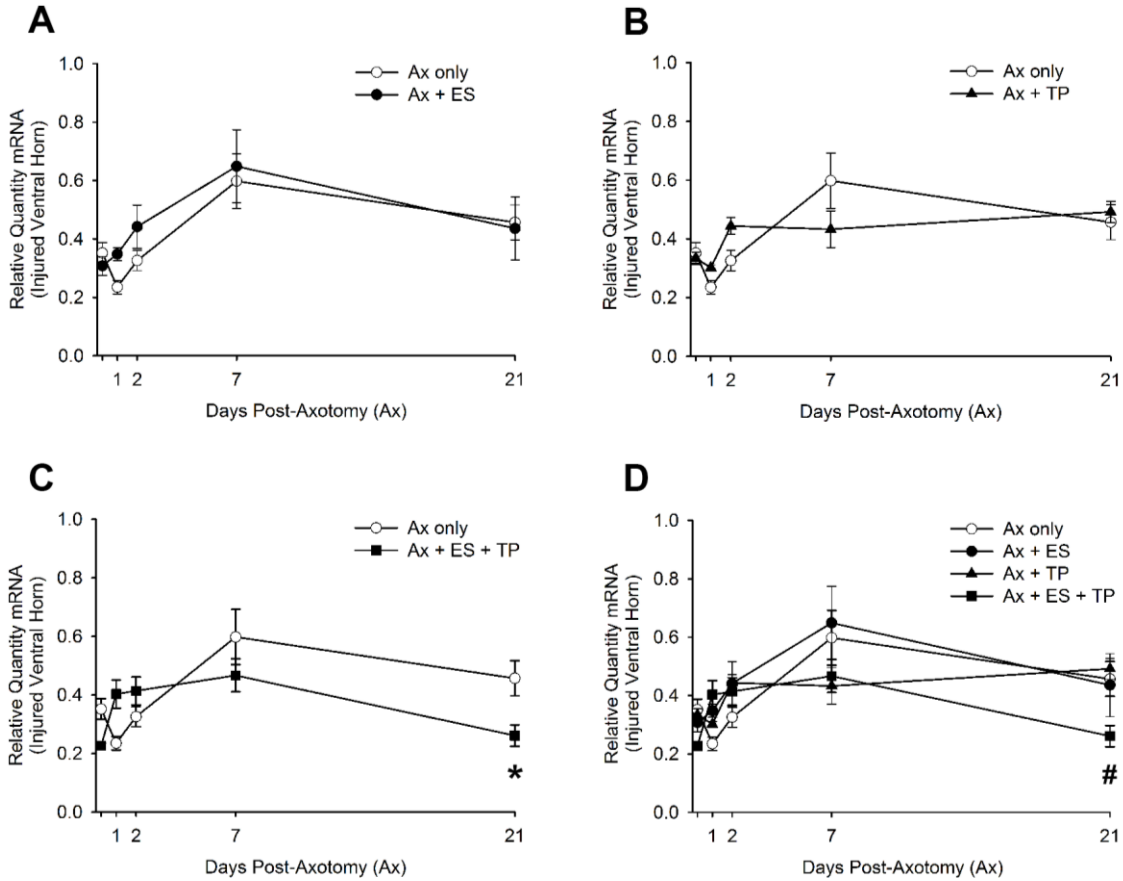 A
Relative Quantity mRNA
(Injured Ventral Horn)
1.0
0.8
0.6
0.4
0.2
0.0
Ax only
Ax + ES
1 2 7 21
Days Post-Axotomy (Ax)
B
Relative Quantity mRNA
(Injured Ventral Horn)
1.0
0.8
0.6
0.4
0.2
0.0
Ax only
Ax + TP
1 2 7 21
Days Post-Axotomy (Ax)
C
Relative Quantity mRNA
(Injured Ventral Horn)
1.0
0.8
0.6
0.4
0.2
0.0
Ax only
Ax + ES + TP
*
1 2 7 21
Days Post-Axotomy (Ax)
D
Relative Quantity mRNA
(Injured Ventral Horn)
1.0
0.8
0.6
0.4
0.2
0.0
Ax only
Ax + ES
Ax + TP
Ax + ES + TP
#
1 2 7 21
Days Post-Axotomy (Ax)